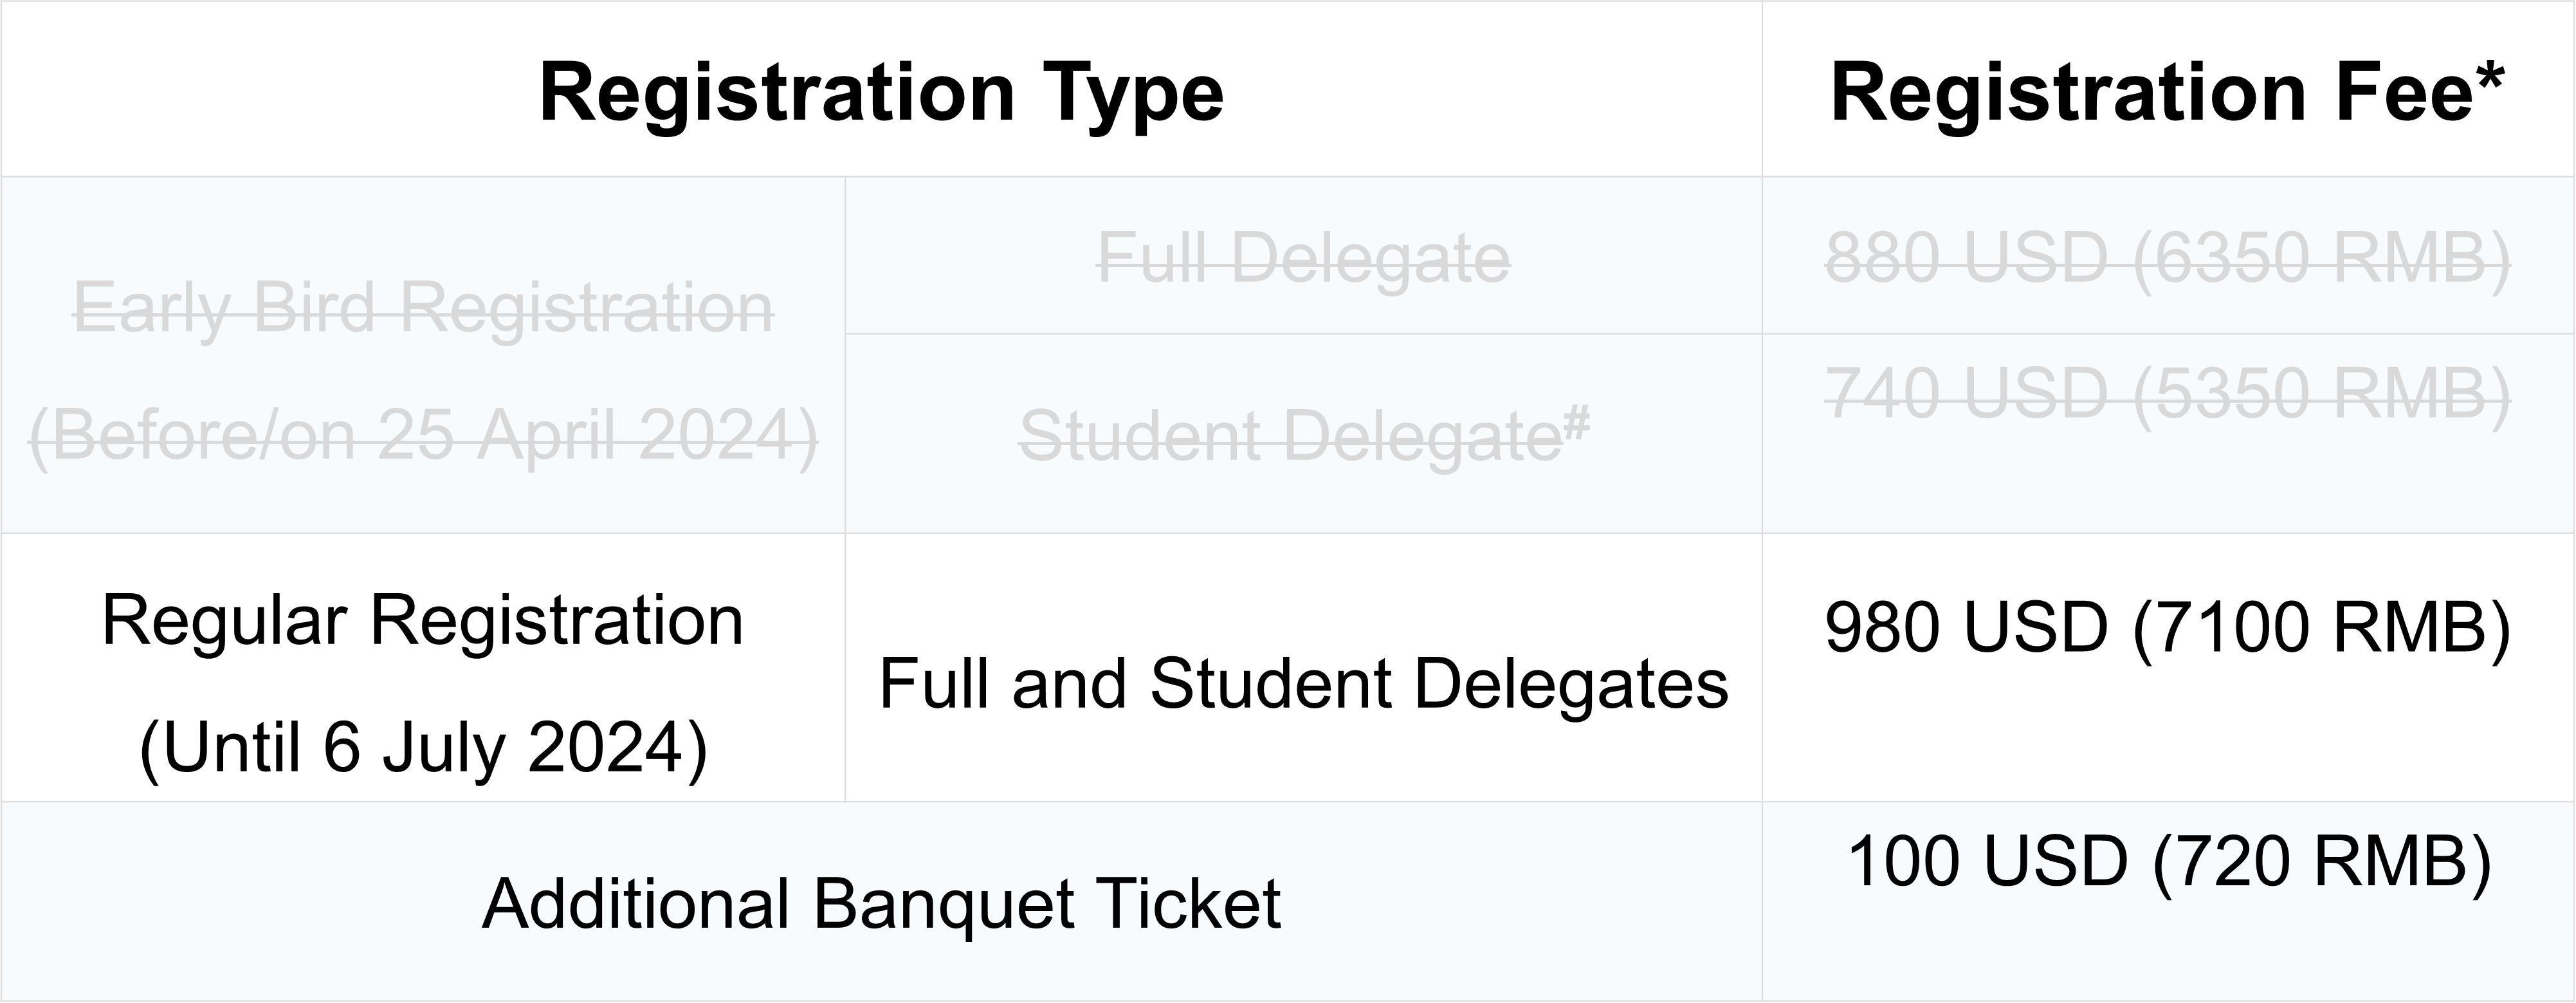 Registration Type
Registration Fee*
Early Bird Registration
(Before/on 25 April 2024)
Full Delegate
880 USD (6350 RMB)
Student Delegate#
740 USD (5350 RMB)
Regular Registration
(Until 6 July 2024)
Full and Student Delegates
980 USD (7100 RMB)
Additional Banquet Ticket
100 USD (720 RMB)